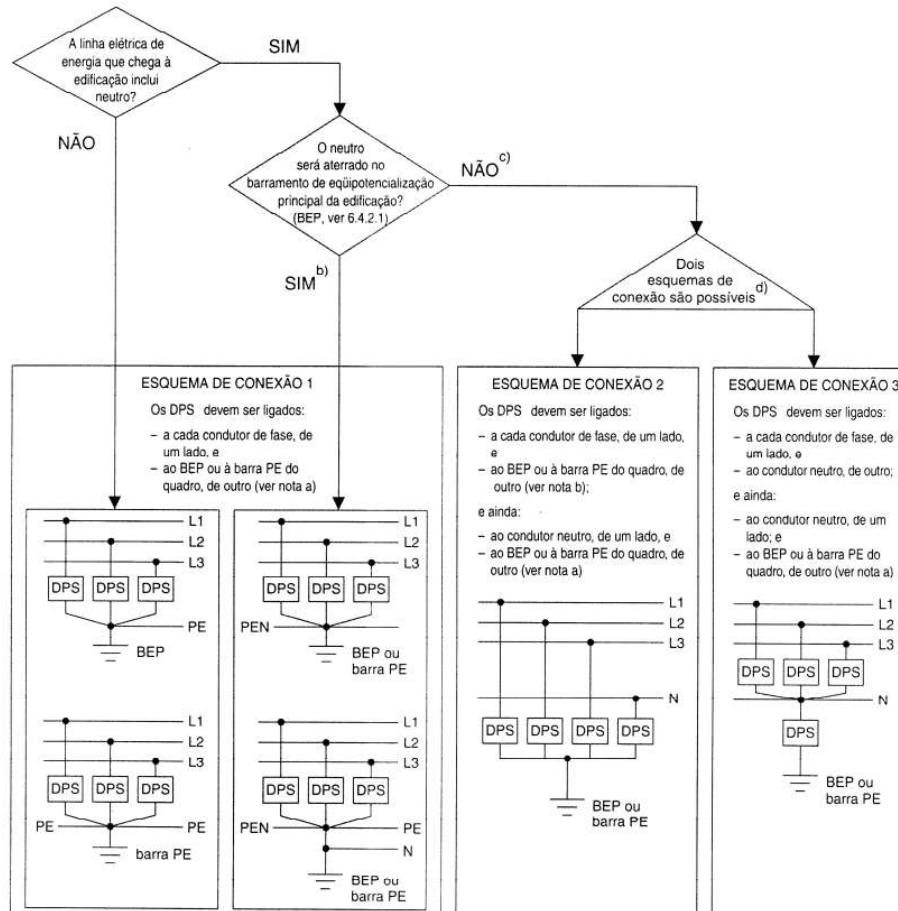 A linha elétrica de
energia que chega à
edificação inclui
neutro?
SIM
NÃO
O neutro
será aterrado no
barramento de eqüipotencialização
principal da edificação?
(BEP, ver 6.4.2.1)
NÃO c)
SIM b)
Dois
esquemas de
conexão são possíveis d)
ESQUEMA DE CONEXÃO 1
Os DPS devem ser ligados:
– a cada condutor de fase, de
um lado, e
– ao BEP ou à barra PE do
quadro, de outro (ver nota a)
L1
L2
L3
DPS DPS DPS
PE
BEP
L1
L2
L3
DPS DPS DPS
PE PE
barra PE
L1
L2
L3
DPS DPS DPS
PEN
BEP ou
barra PE
L1
L2
L3
DPS DPS DPS
PEN PE
N
BEP ou
barra PE
ESQUEMA DE CONEXÃO 2
Os DPS devem ser ligados:
– a cada condutor de fase, de um lado,
e
– ao BEP ou à barra PE do quadro, de
outro (ver nota b);
e ainda:
– ao condutor neutro, de um lado, e
– ao BEP ou à barra PE do quadro, de
outro (ver nota a)
L1
L2
L3
N
DPS DPS DPS DPS
BEP ou
barra PE
ESQUEMA DE CONEXÃO 3
Os DPS devem ser ligados:
– a cada condutor de fase, de
um lado, e
– ao condutor neutro, de outro;
e ainda:
– ao condutor neutro, de um
lado; e
– ao BEP ou à barra PE do
quadro, de outro (ver nota a)
L1
L2
L3
DPS DPS DPS
N
DPS
BEP ou
barra PE